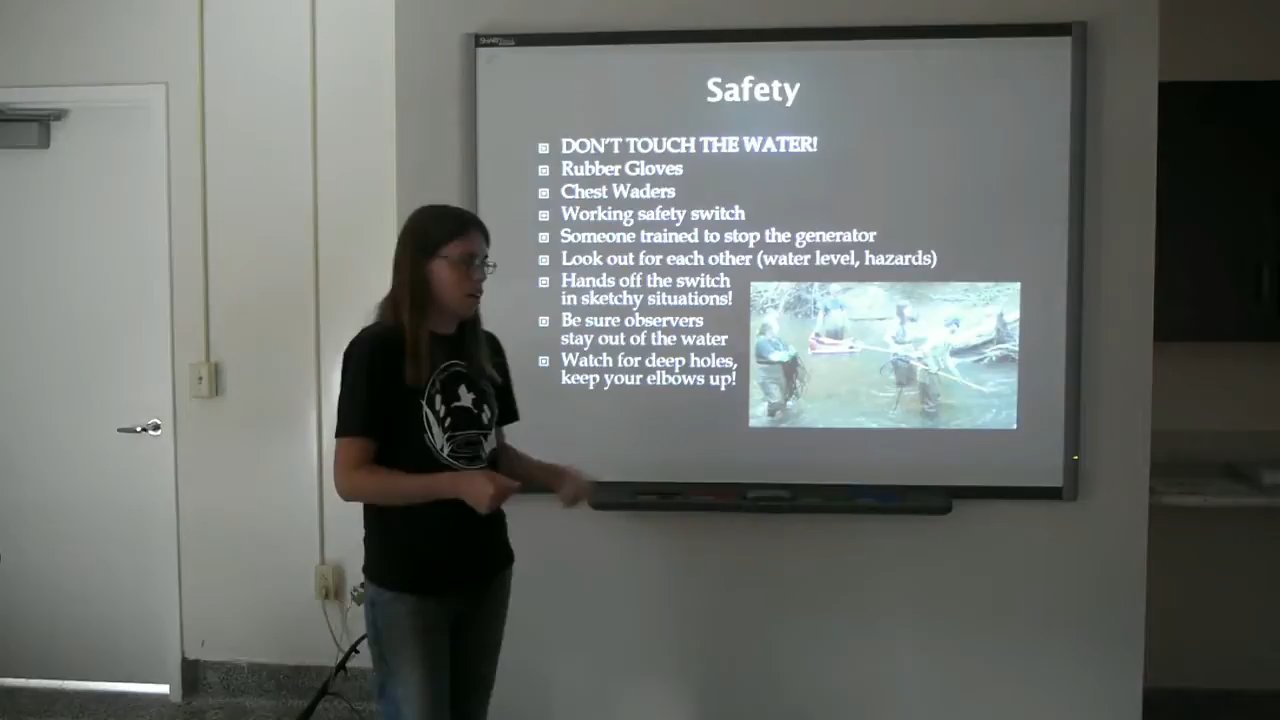 SMART
Safety
DON'T TOUCH THE WATER!
Rubber Gloves
Chest Waders
Working safety switch
Someone trained to stop the generator
Look out for each other (water level, hazards)
Hands off the switch
in sketchy situations!
Be sure observers
stay out of the water
Watch for deep holes,
keep your elbows up!